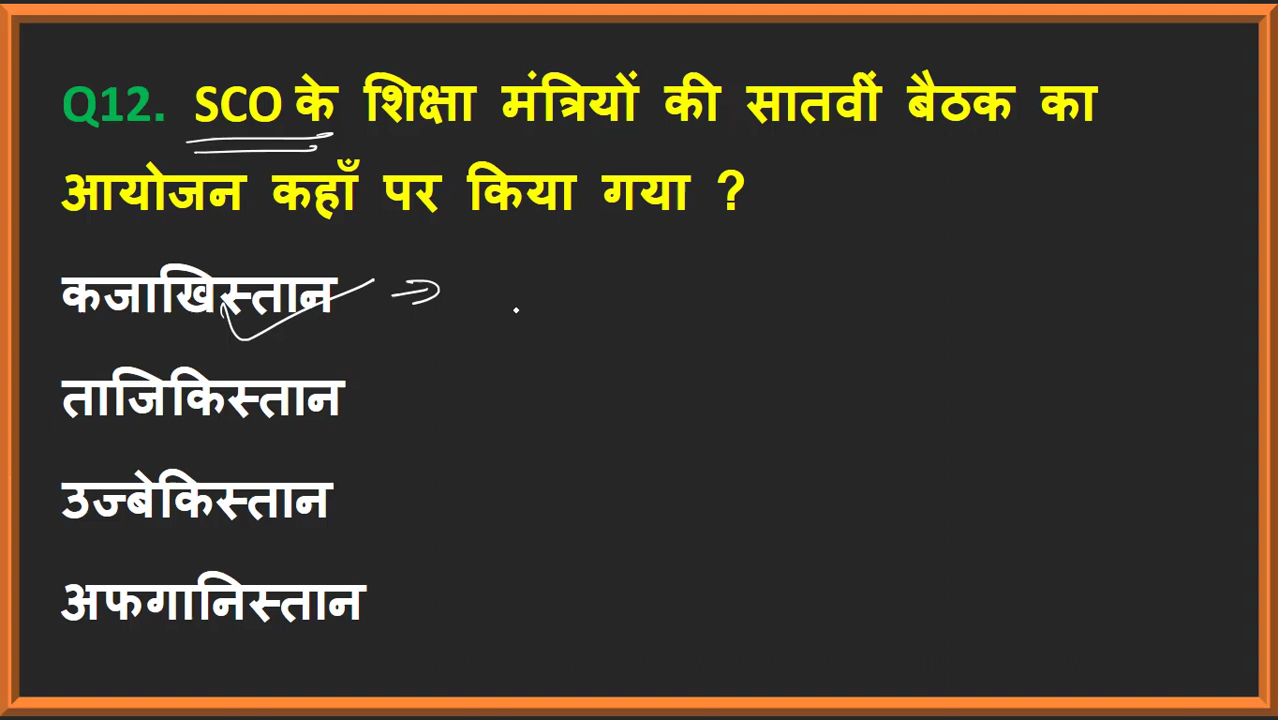 Q12. SCO के शिक्षा मंत्रियों की सातवीं बैठक का
आयोजन कहाँ पर किया गया ?
कजाखिस्तान
ताजिकिस्तान
उज्बेकिस्तान
अफगानिस्तान